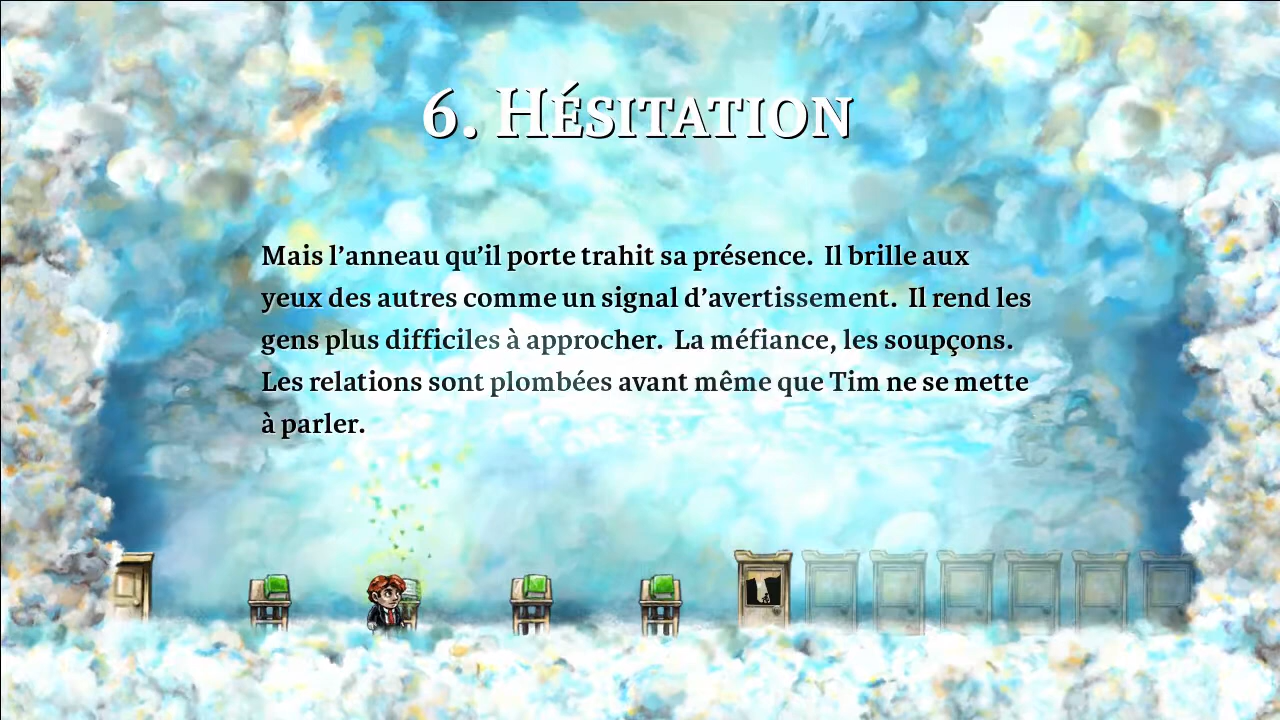 6. Hésitation
Mais l’anneau qu’il porte trahit sa présence.  Il brille aux
yeux des autres comme un signal d’avertissement.  Il rend les
gens plus difficiles à approcher.  La méfiance, les soupçons.
Les relations sont plombées avant même que Tim ne se mette
à parler.